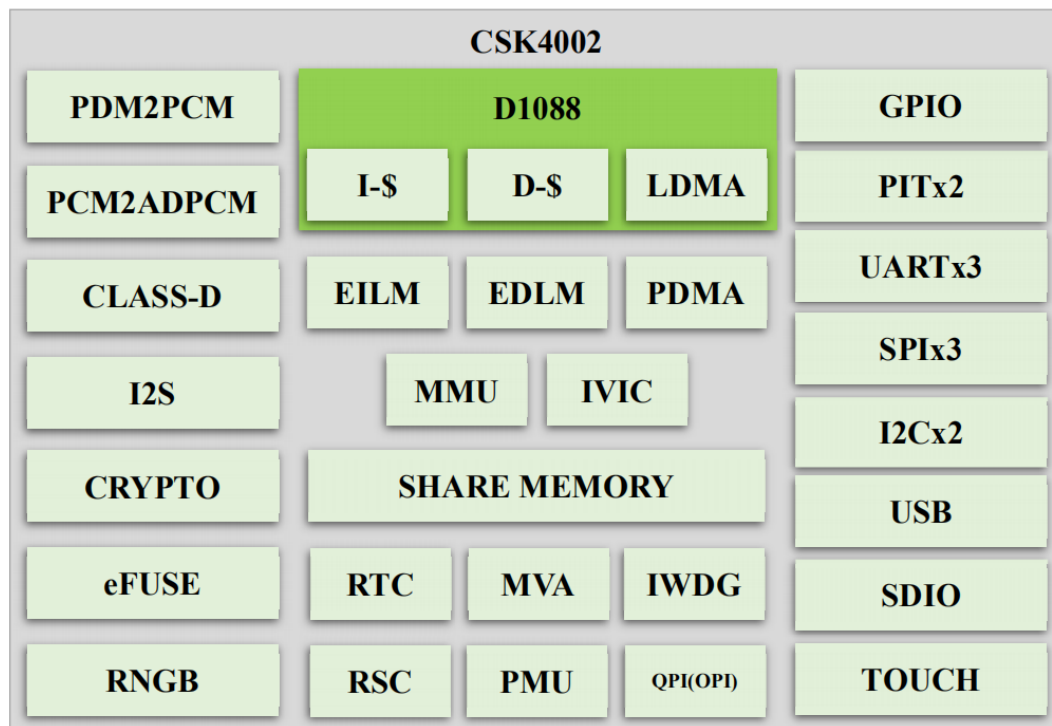 CSK4002
PDM2PCM
PCM2ADPCM
CLASS-D
I2S
CRYPTO
eFUSE
RNGB
D1088
I-$ D-$ LDMA
EILM EDLM PDMA
MMU IVIC
SHARE MEMORY
RTC MVA IWDG
RSC PMU QPI(OPI)
GPIO
PITx2
UARTx3
SPIx3
I2Cx2
USB
SDIO
TOUCH